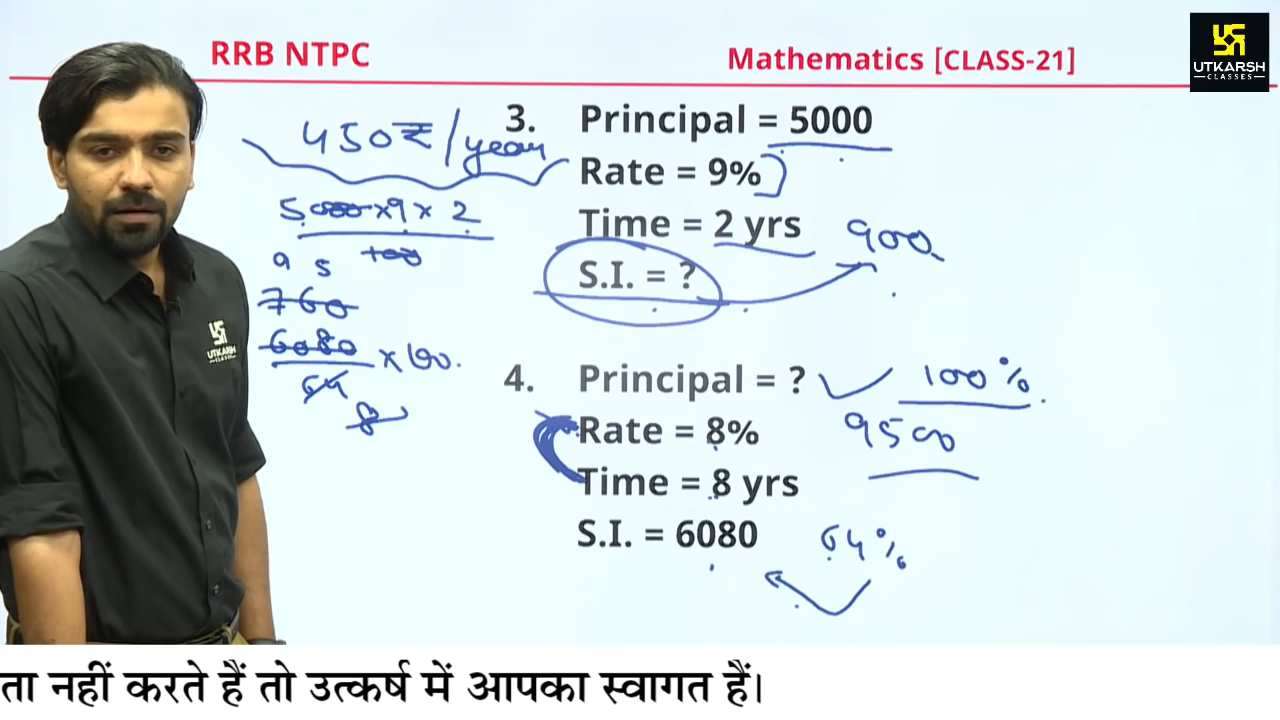 RRB NTPC
Mathematics [CLASS-21]
UTKARSH
CLASSES
450₹/year
3. Principal = 5000
Rate = 9%
Time = 2 yrs
S.I. = ?
900
5000×9×2
100
95
760
6080 ×100.
64
8
UTKARSH
4. Principal = ? 100%
Rate = 8% 9500
Time = 8 yrs
S.I. = 6080 64%
ता नहीं करते हैं तो उत्कर्ष में आपका स्वागत हैं।